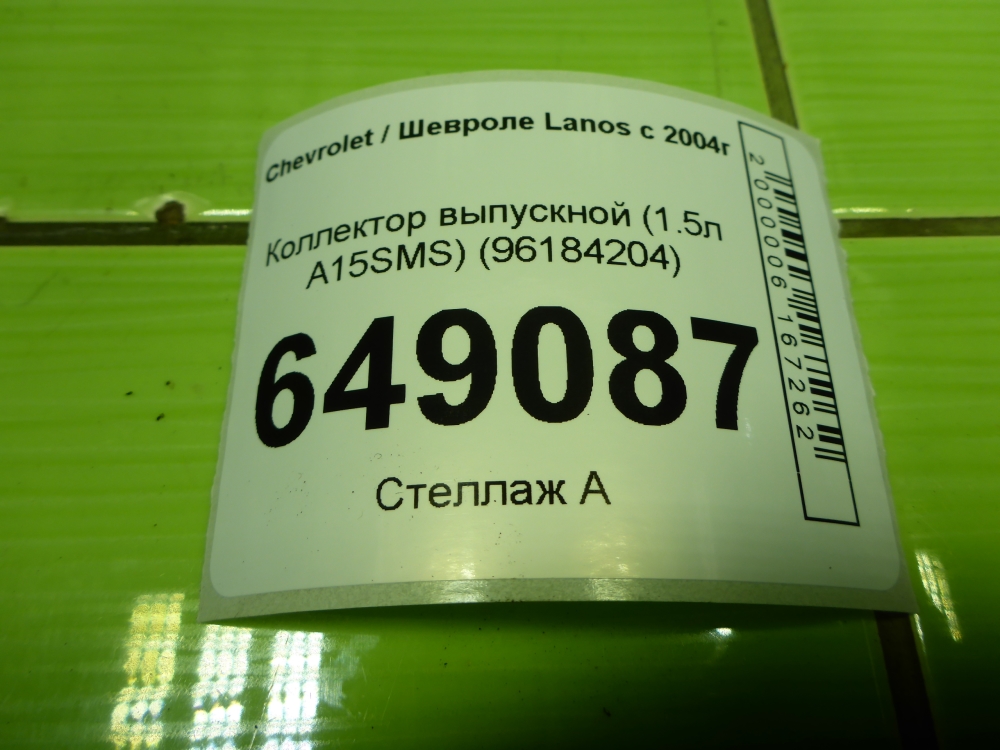 Chevrolet / Шевроле Lanos с 2004г
Коллектор выпускной (1.5л
A15SMS) (96184204)
649087
Стеллаж А
2000006167262